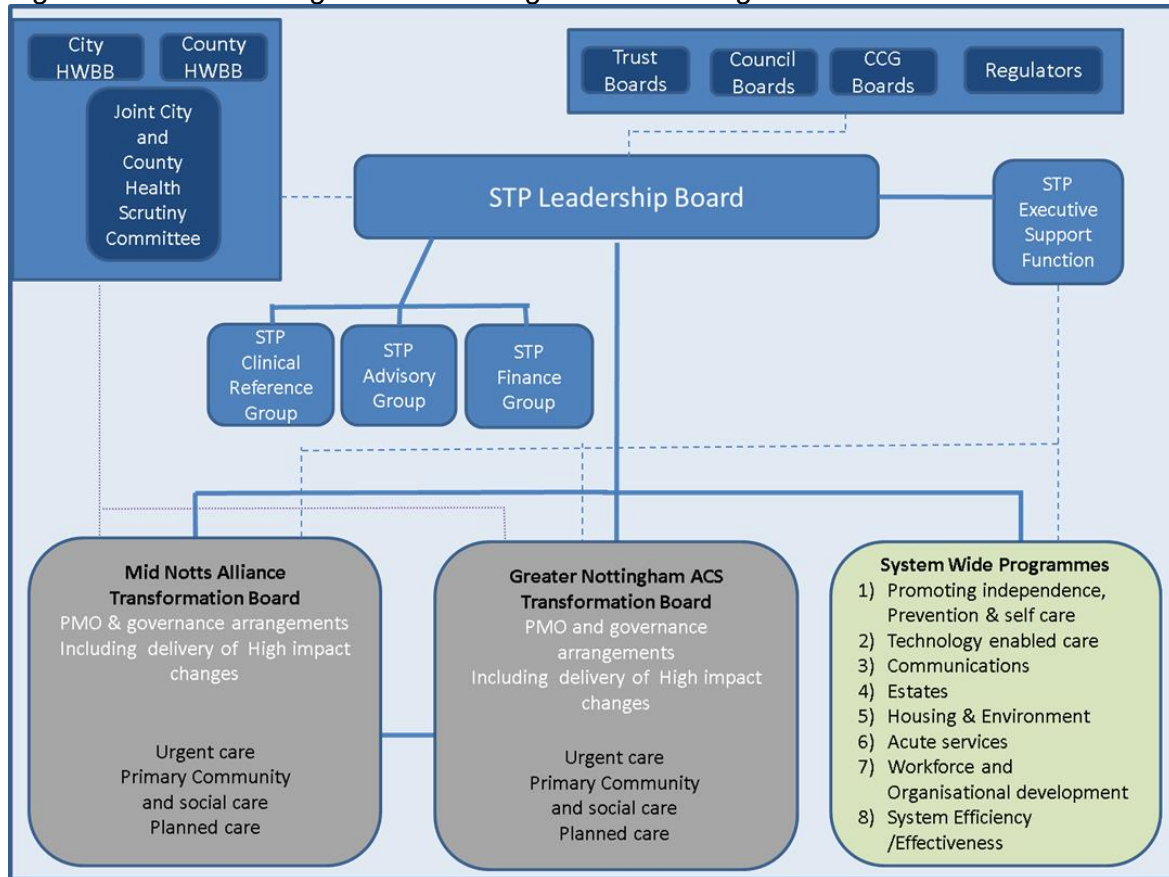 City
HWBB
County
HWBB
Joint City
and
County
Health
Scrutiny
Committee
Trust
Boards
Council
Boards
CCG
Boards
Regulators
STP Leadership Board
STP
Executive
Support
Function
STP
Clinical
Reference
Group
STP
Advisory
Group
STP
Finance
Group
Mid Notts Alliance
Transformation Board
PMO & governance arrangements
Including delivery of High impact
changes
Urgent care
Primary Community
and social care
Planned care
Greater Nottingham ACS
Transformation Board
PMO and governance
arrangements
Including delivery of High impact
changes
Urgent care
Primary Community
and social care
Planned care
System Wide Programmes
1) Promoting independence,
Prevention & self care
2) Technology enabled care
3) Communications
4) Estates
5) Housing & Environment
6) Acute services
7) Workforce and
Organisational development
8) System Efficiency
/Effectiveness